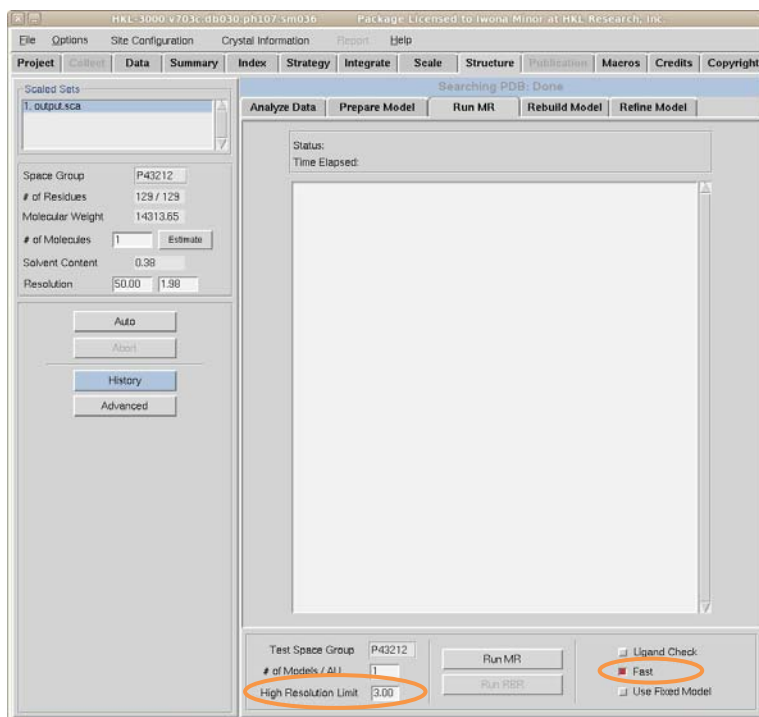 HKL-3000 v703c.db030.ph107.sm036 Package Licensed to Iwona Minor at HKL Research, Inc.
File Options Site Configuration Crystal Information Report Help
Project Collect Data Summary Index Strategy Integrate Scale Structure Publication Macros Credits Copyright
Scaled Sets
1. output.sca
Searching PDB: Done
Analyze Data Prepare Model Run MR Rebuild Model Refine Model
Status:
Time Elapsed:
Space Group P43212
# of Residues 129 / 129
Molecular Weight 14313.65
# of Molecules 1 Estimate
Solvent Content 0.38
Resolution 50.00 1.98
Auto
Abort
History
Advanced
Test Space Group P43212
# of Models / AU 1
High Resolution Limit 3.00
Run MR
Run RBR
Ligand Check
Fast
Use Fixed Model